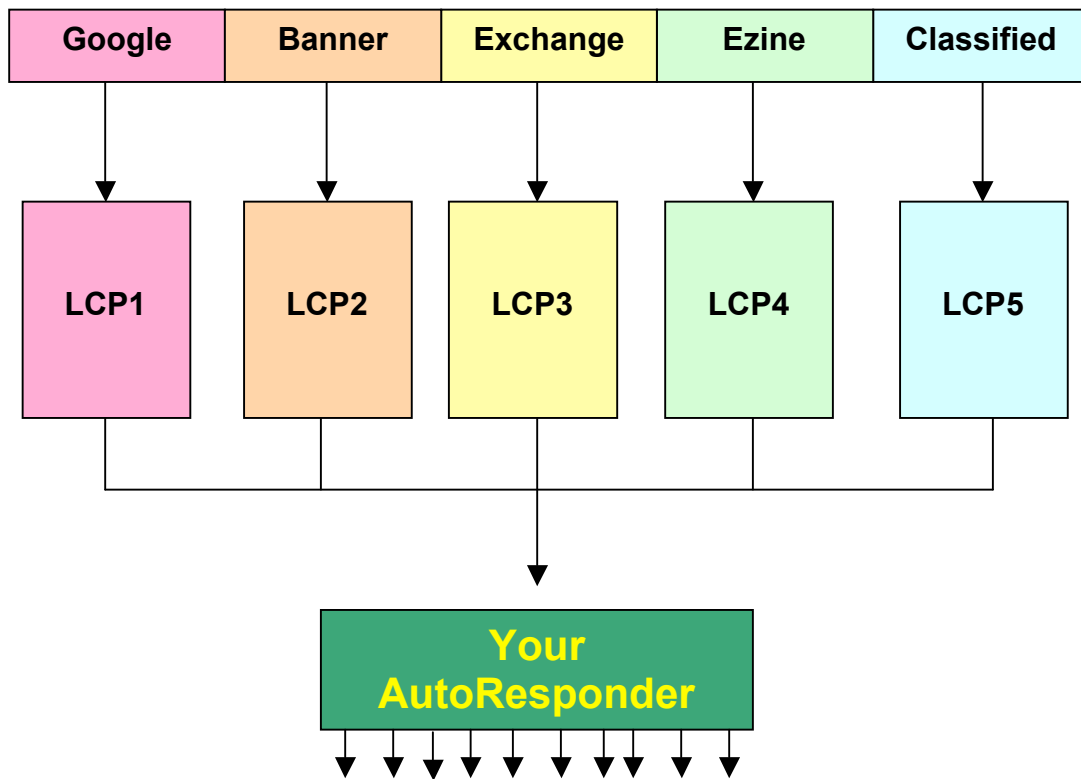 Google Banner Exchange Ezine Classified
LCP1 LCP2 LCP3 LCP4 LCP5
Your
AutoResponder